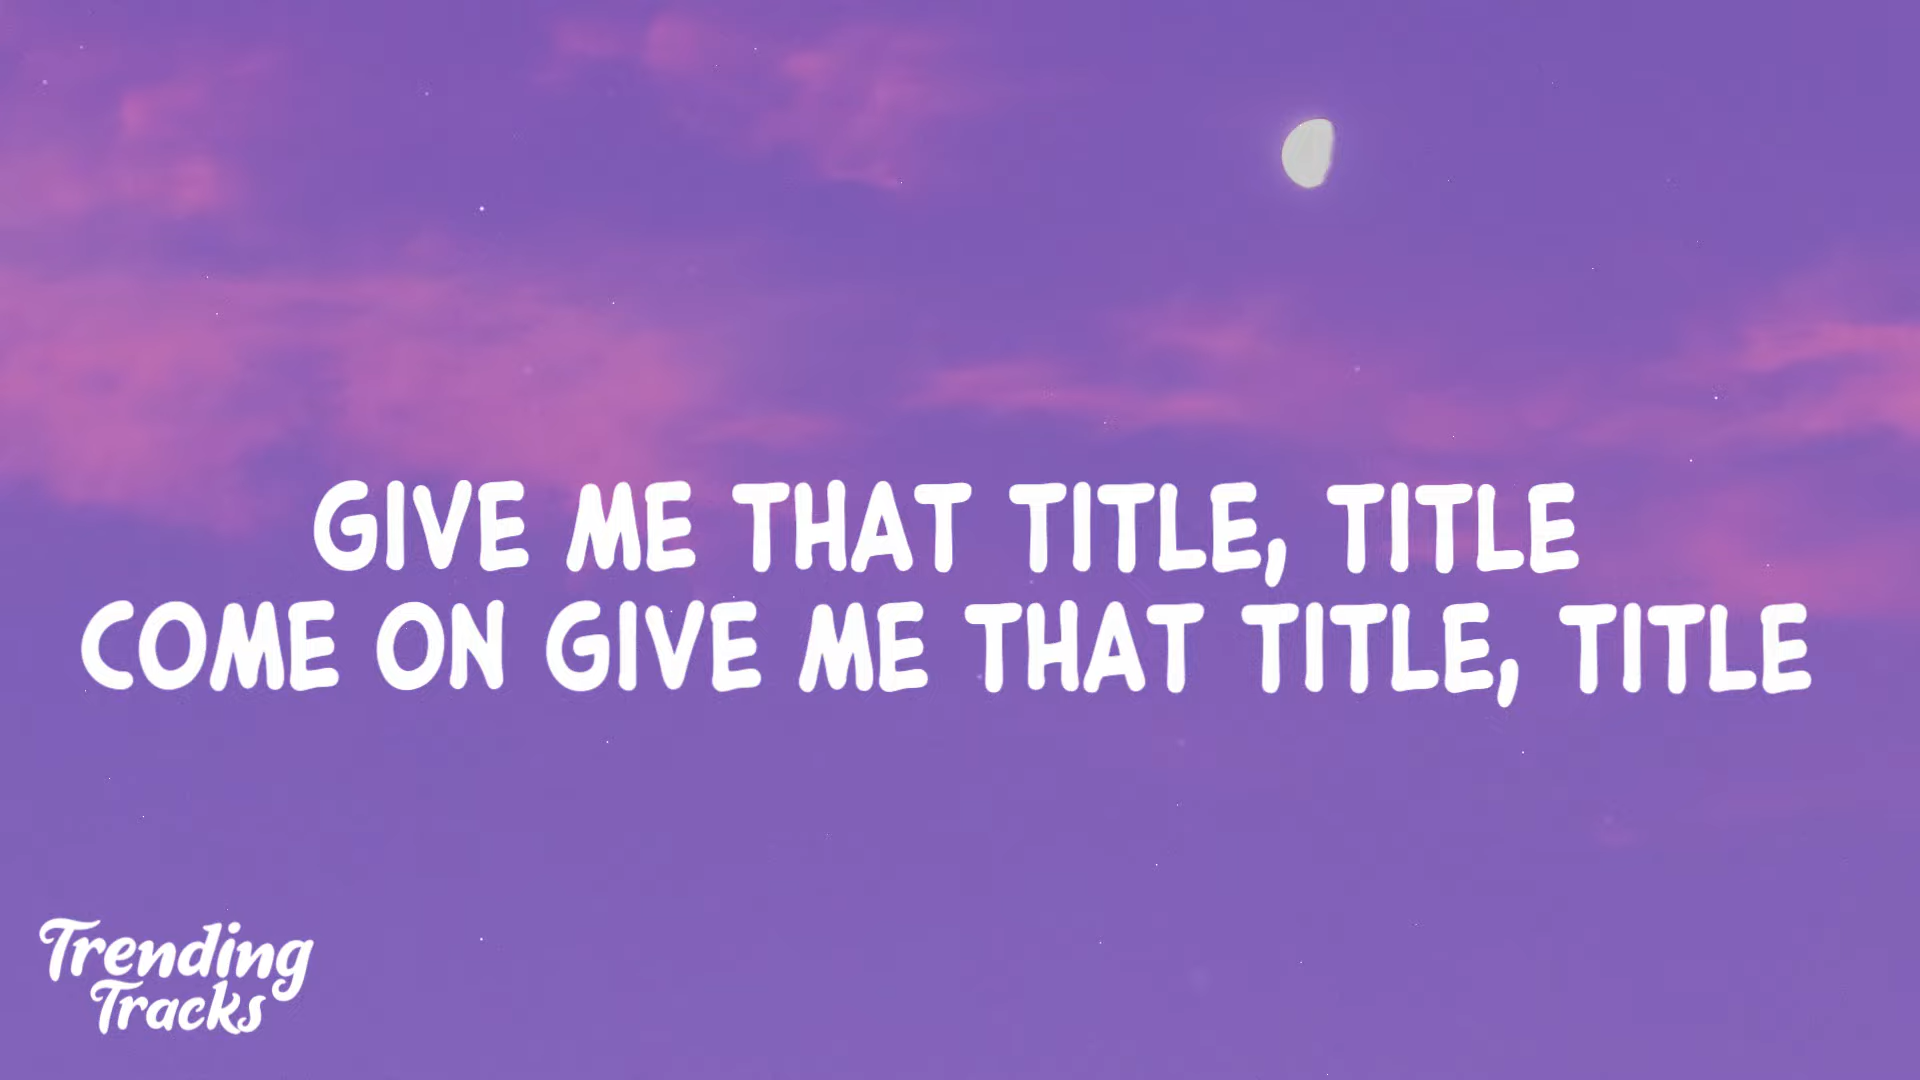 GIVE ME THAT TITLE, TITLE
COME ON GIVE ME THAT TITLE, TITLE
Trending
Tracks